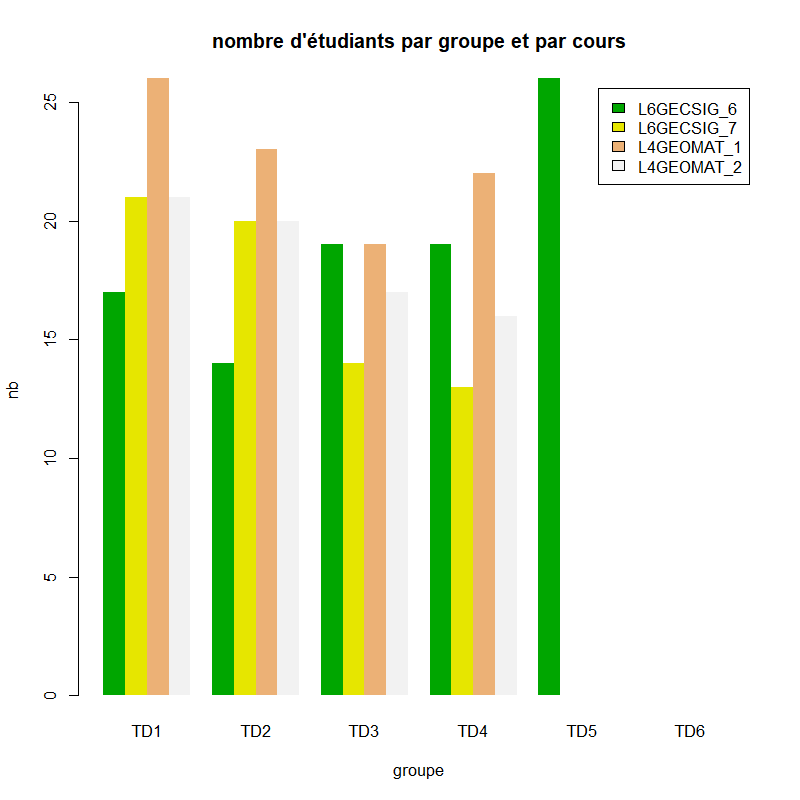 nombre d'étudiants par groupe et par cours
L6GECSIG_6
L6GECSIG_7
L4GEOMAT_1
L4GEOMAT_2
25
20
15
10
5
0
nb
TD1 TD2 TD3 TD4 TD5 TD6
groupe